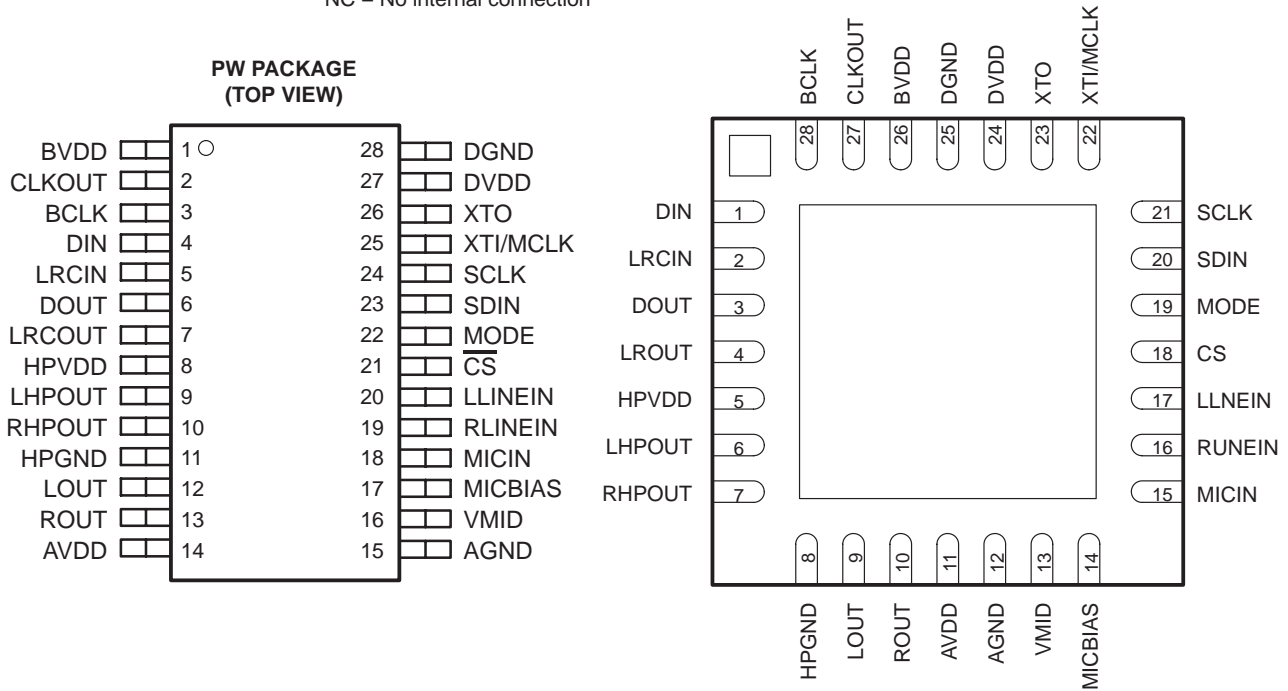 NC – No internal connection
PW PACKAGE
(TOP VIEW)
BVDD 1 28 DGND
CLKOUT 2 27 DVDD
BCLK 3 26 XTO
DIN 4 25 XTI/MCLK
LRCIN 5 24 SCLK
DOUT 6 23 SDIN
LRCOUT 7 22 MODE
HPVDD 8 21 CS
LHPOUT 9 20 LLINEIN
RHPOUT 10 19 RLINEIN
HPGND 11 18 MICIN
LOUT 12 17 MICBIAS
ROUT 13 16 VMID
AVDD 14 15 AGND
BCLK CLKOUT BVDD DGND DVDD XTO XTI/MCLK
28 27 26 25 24 23 22
DIN 1 21 SCLK
LRCIN 2 20 SDIN
DOUT 3 19 MODE
LROUT 4 18 CS
HPVDD 5 17 LLNEIN
LHPOUT 6 16 RUNEIN
RHPOUT 7 15 MICIN
8 9 10 11 12 13 14
HPGND LOUT ROUT AVDD AGND VMID MICBIAS